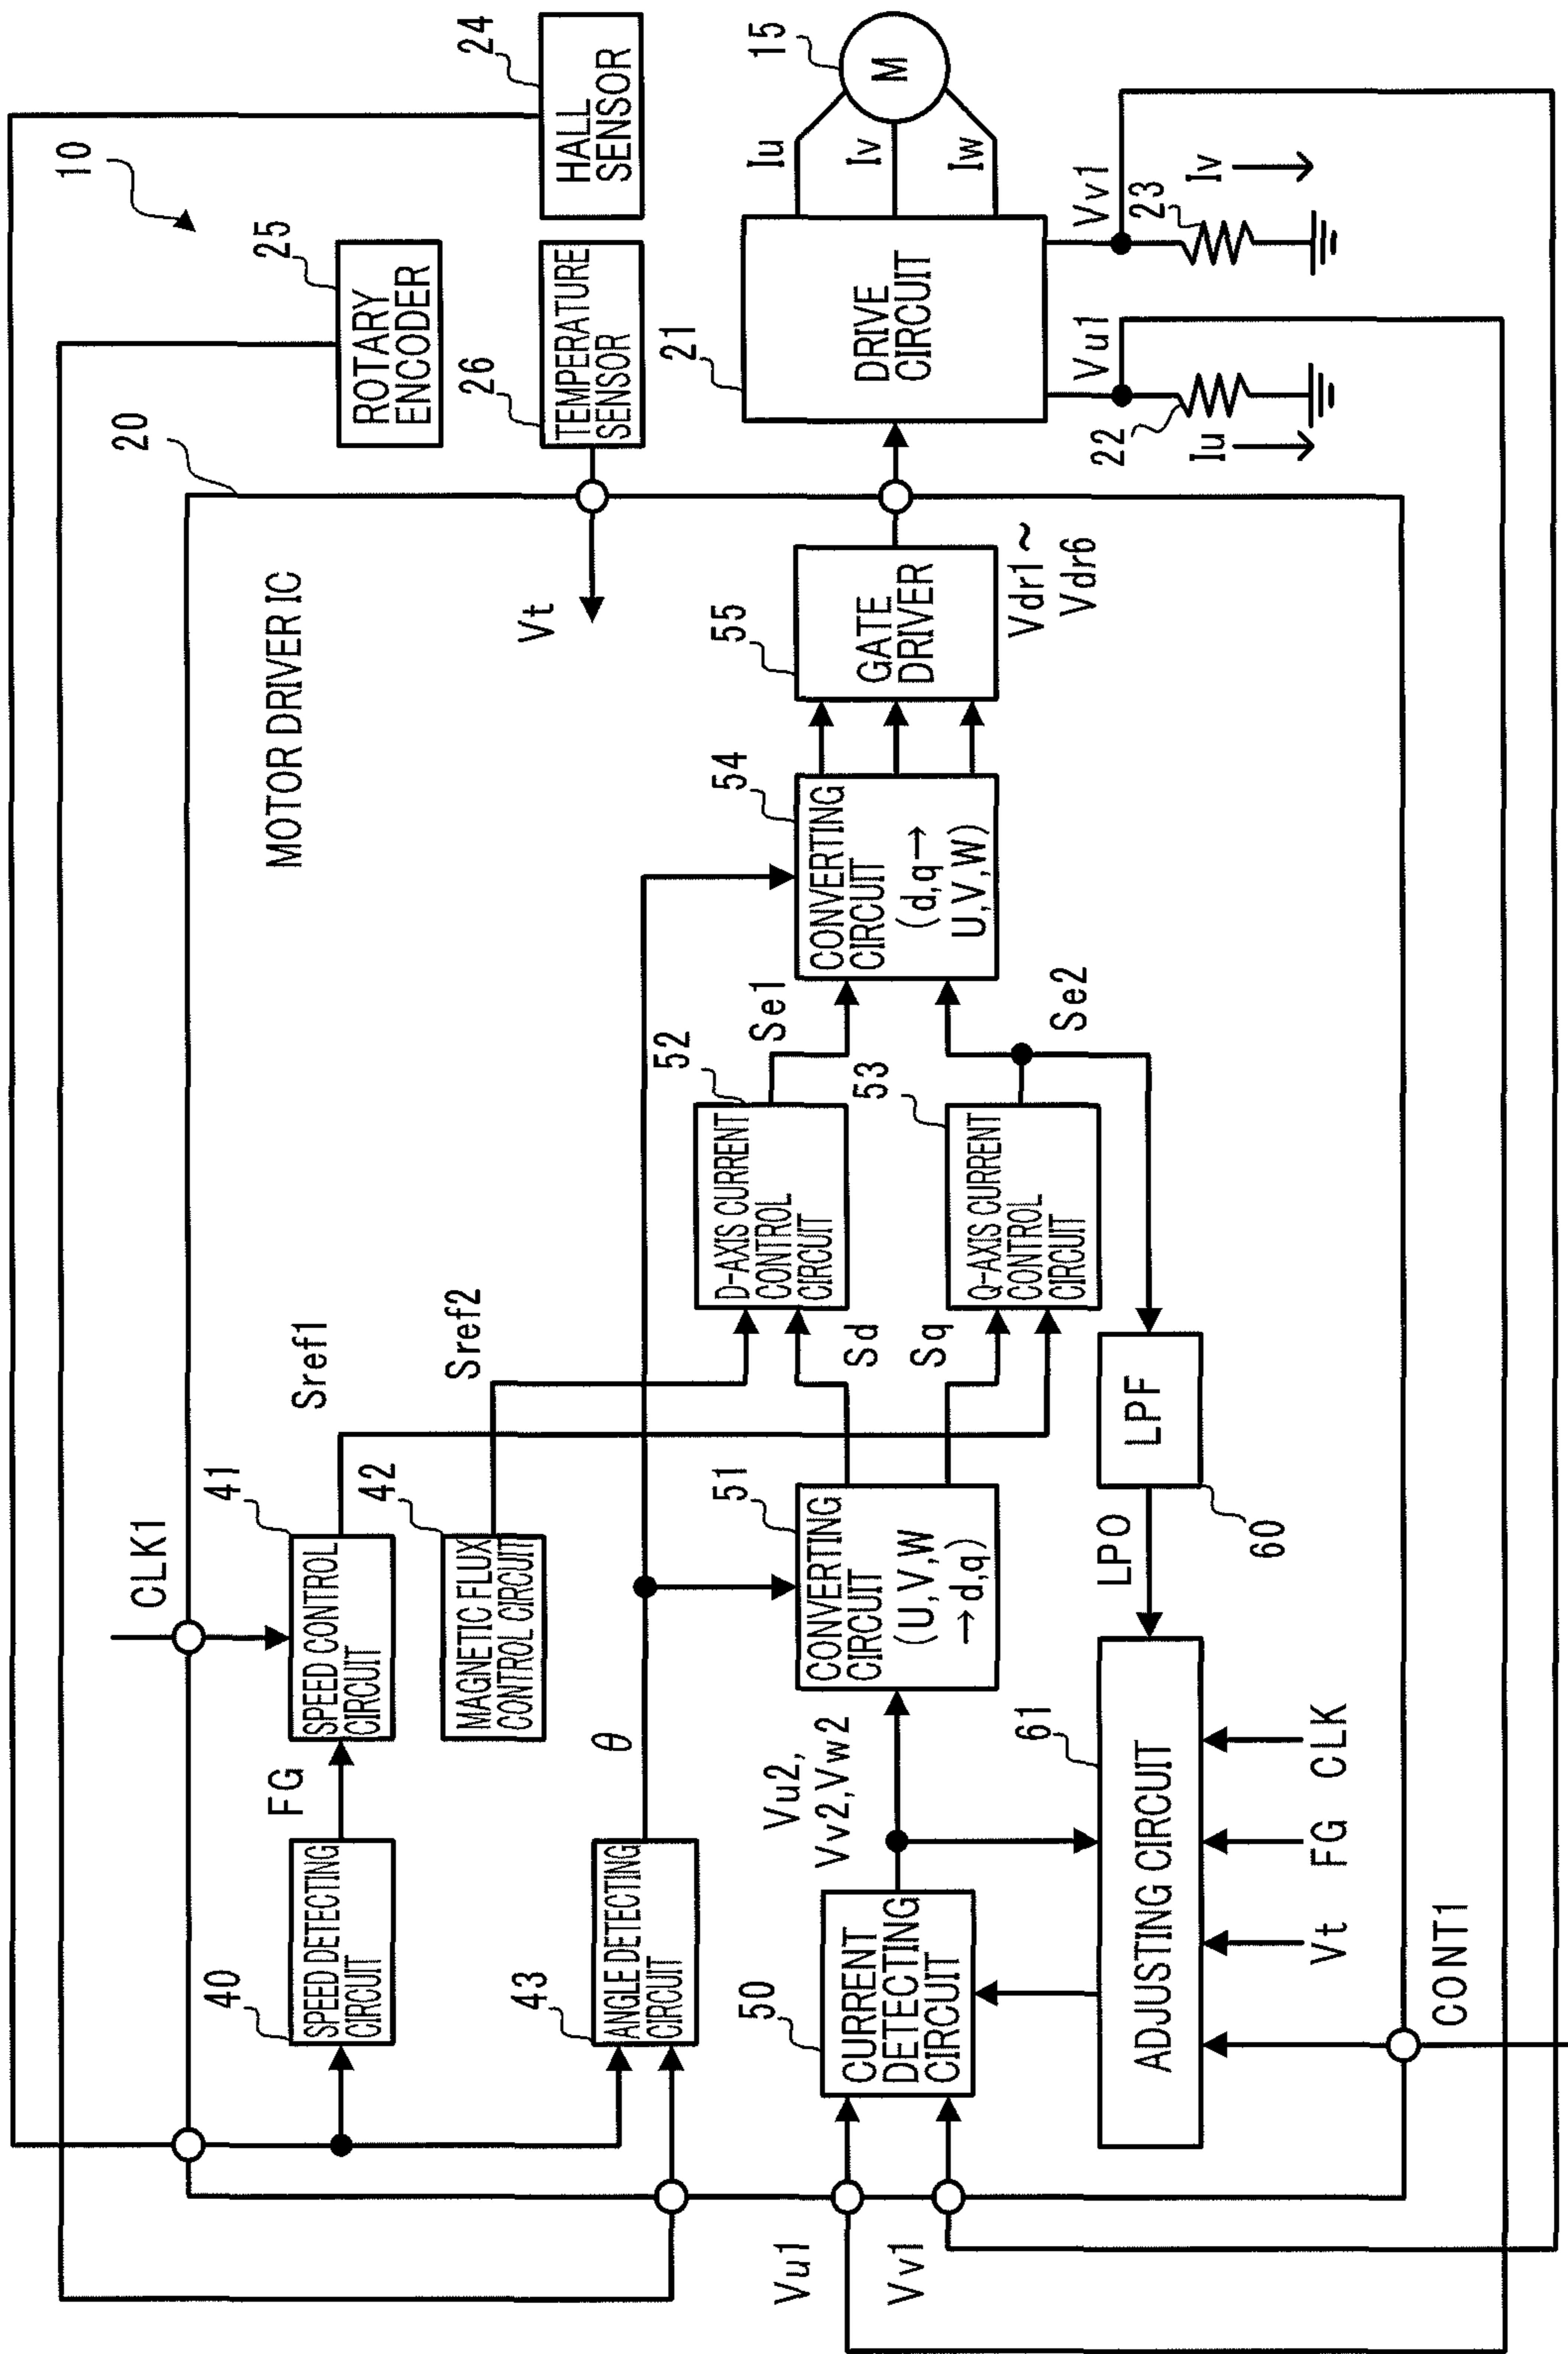 10
24
HALL
SENSOR
25
ROTARY
ENCODER
26
TEMPERATURE
SENSOR
15
M
Iu
Iv
Iw
21
DRIVE
CIRCUIT
Vv1
23
Iv
Vu1
22
Iu
20
MOTOR DRIVER IC
Vt
55
GATE
DRIVER
Vdr1~
Vdr6
54
CONVERTING
CIRCUIT
(d,q→
U,V,W)
Se1
Se2
52
D-AXIS CURRENT
CONTROL
CIRCUIT
53
Q-AXIS CURRENT
CONTROL
CIRCUIT
Sref1
Sref2
Sd
Sq
CLK1
41
SPEED CONTROL
CIRCUIT
42
MAGNETIC FLUX
CONTROL CIRCUIT
FG
40
SPEED DETECTING
CIRCUIT
43
ANGLE DETECTING
CIRCUIT
θ
51
CONVERTING
CIRCUIT
(U,V,W
→d,q)
Vu2,
Vv2,Vw2
50
CURRENT
DETECTING
CIRCUIT
LPF
60
LPO
61
ADJUSTING CIRCUIT
Vt
FG
CLK
CONT1
Vu1
Vv1